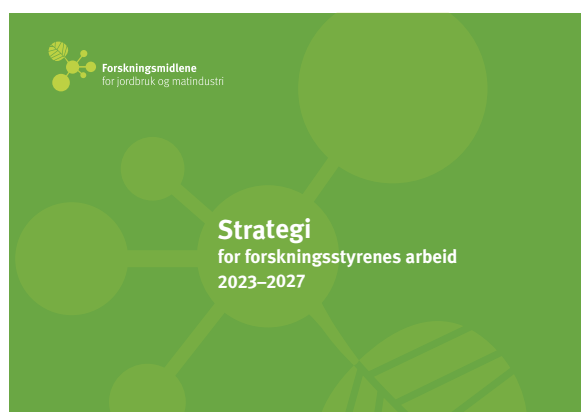 Forskningsmidlene
for jordbruk og matindustri
Strategi
for forskningsstyrenes arbeid
2023–2027